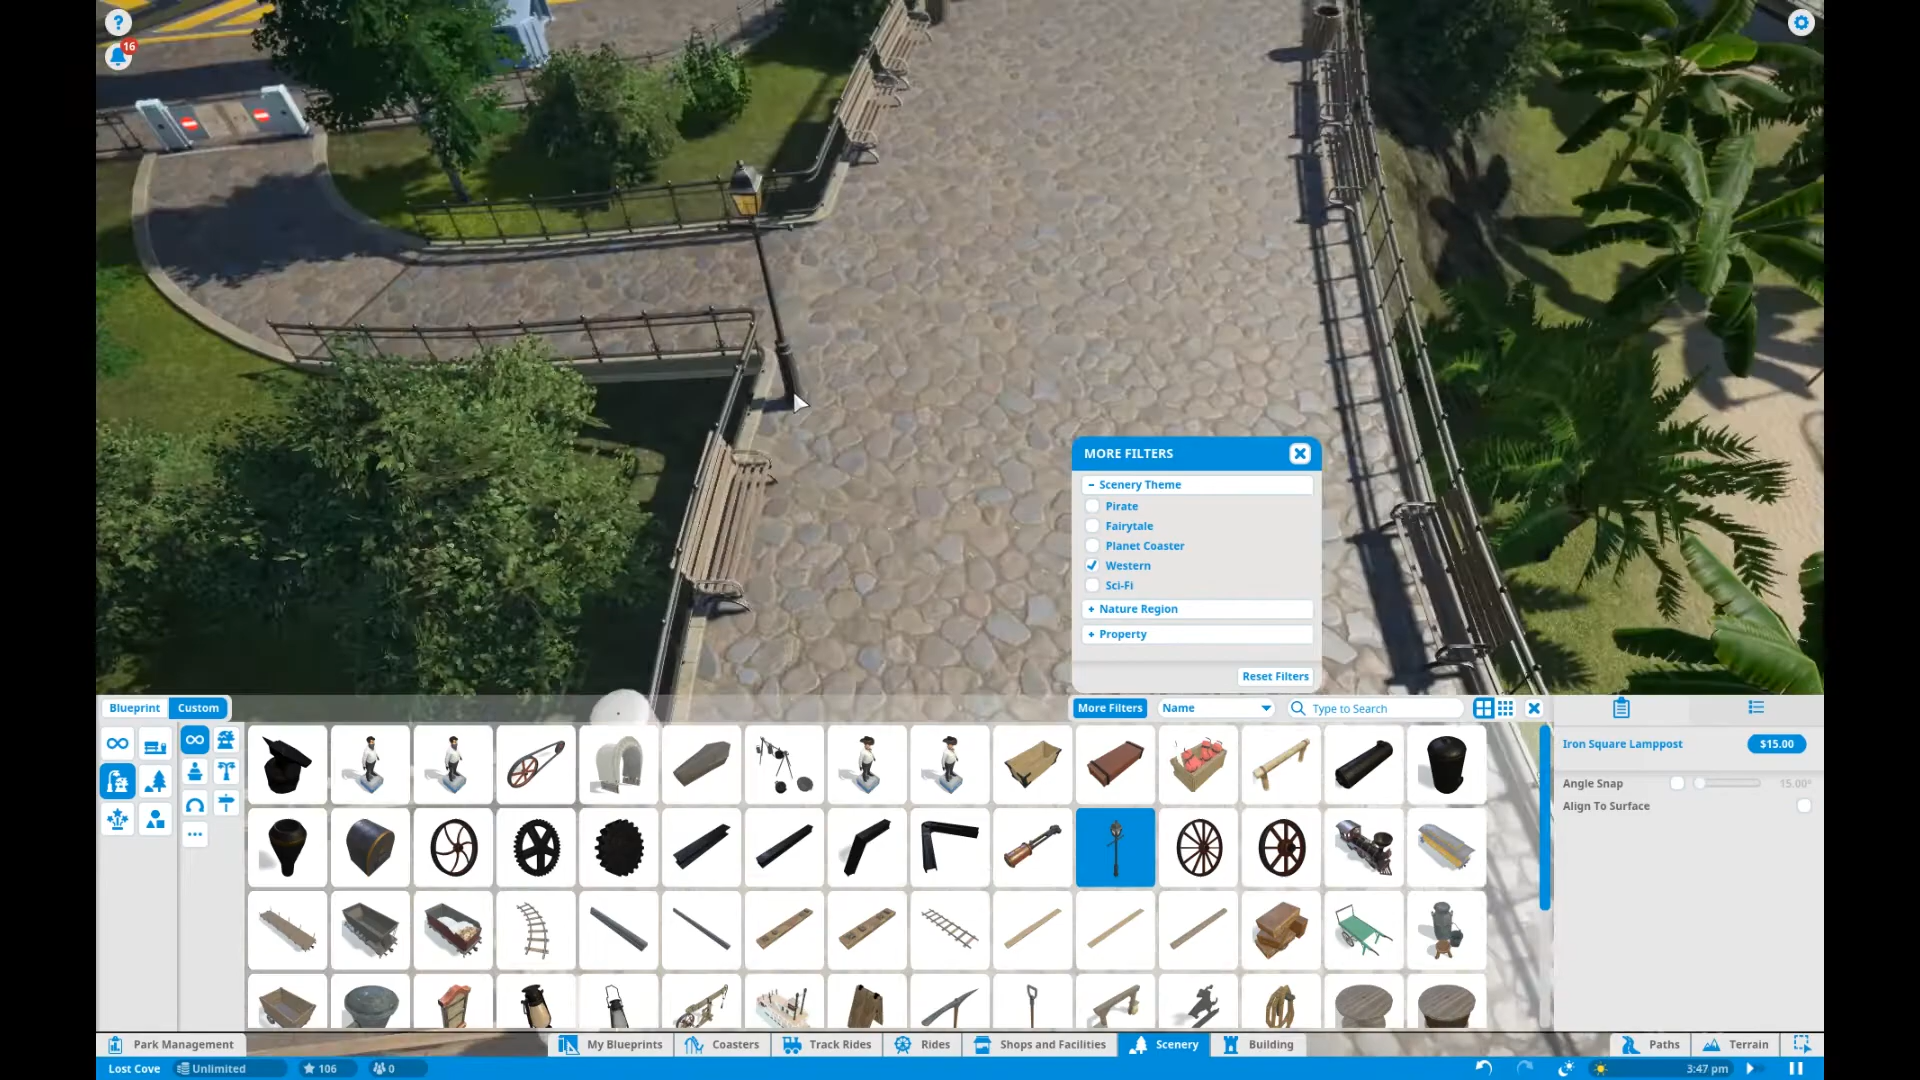 ?
16
MORE FILTERS
- Scenery Theme
Pirate
Fairytale
Planet Coaster
Western
Sci-Fi
+ Nature Region
+ Property
Reset Filters
Blueprint
Custom
More Filters
Name
Type to Search
Iron Square Lamppost
$15.00
Angle Snap
15.00°
Align To Surface
Park Management
My Blueprints
Coasters
Track Rides
Rides
Shops and Facilities
Scenery
Building
Paths
Terrain
Lost Cove
Unlimited
106
0
3:47 pm